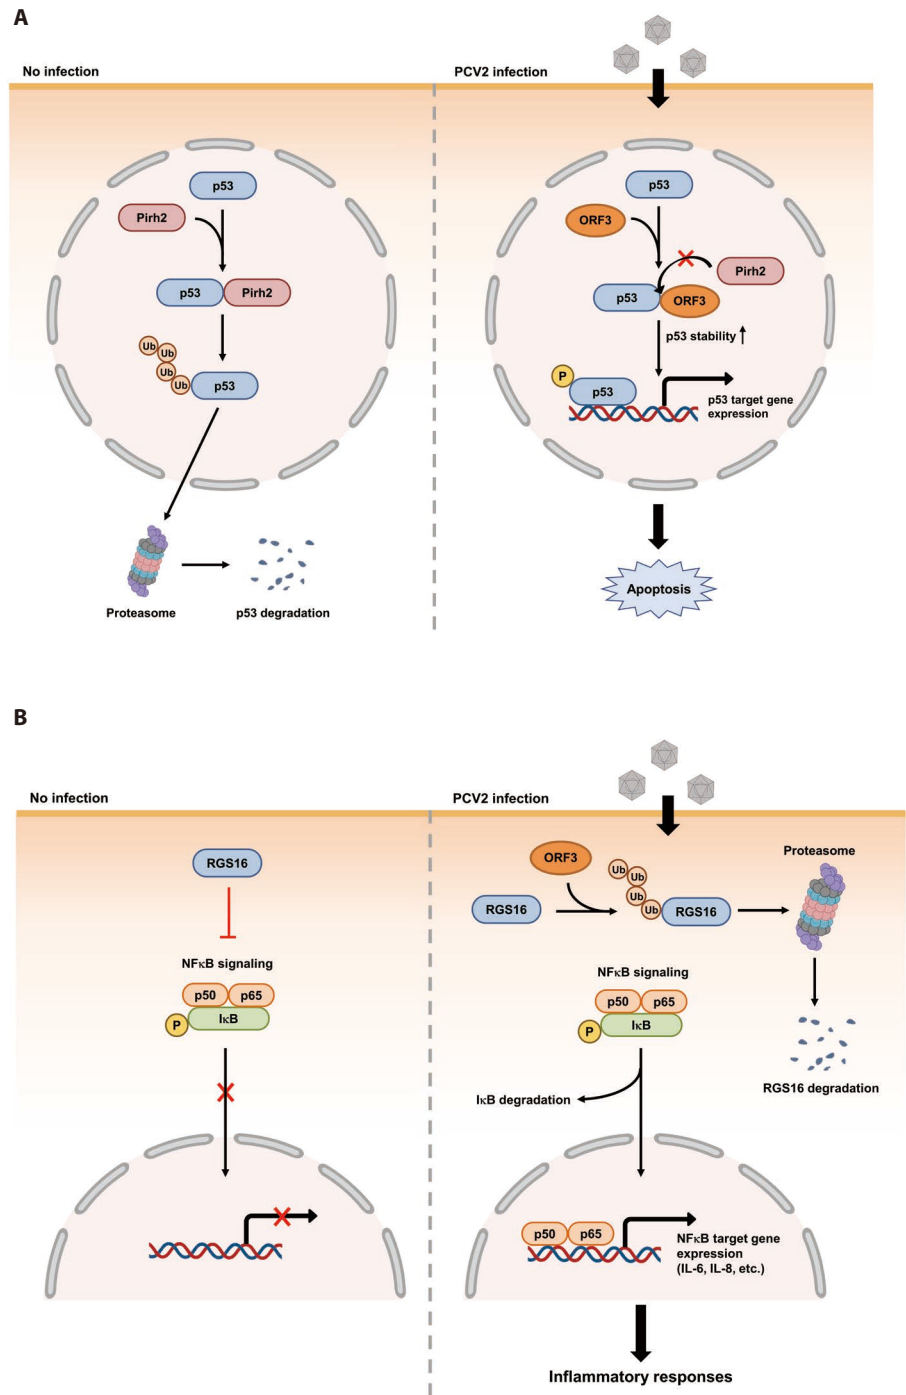 A
No infection
PCV2 infection
p53
Pirh2
p53
Pirh2
Ub
Ub
Ub
Ub
p53
Proteasome
p53 degradation
p53
ORF3
Pirh2
p53
ORF3
p53 stability
P
p53
p53 target gene
expression
Apoptosis
B
No infection
PCV2 infection
RGS16
NFκB signaling
p50
p65
IκB
P
ORF3
RGS16
Ub
Ub
Ub
Ub
RGS16
Proteasome
RGS16 degradation
NFκB signaling
p50
p65
IκB
P
IκB degradation
p50
p65
NFκB target gene
expression
(IL-6, IL-8, etc.)
Inflammatory responses